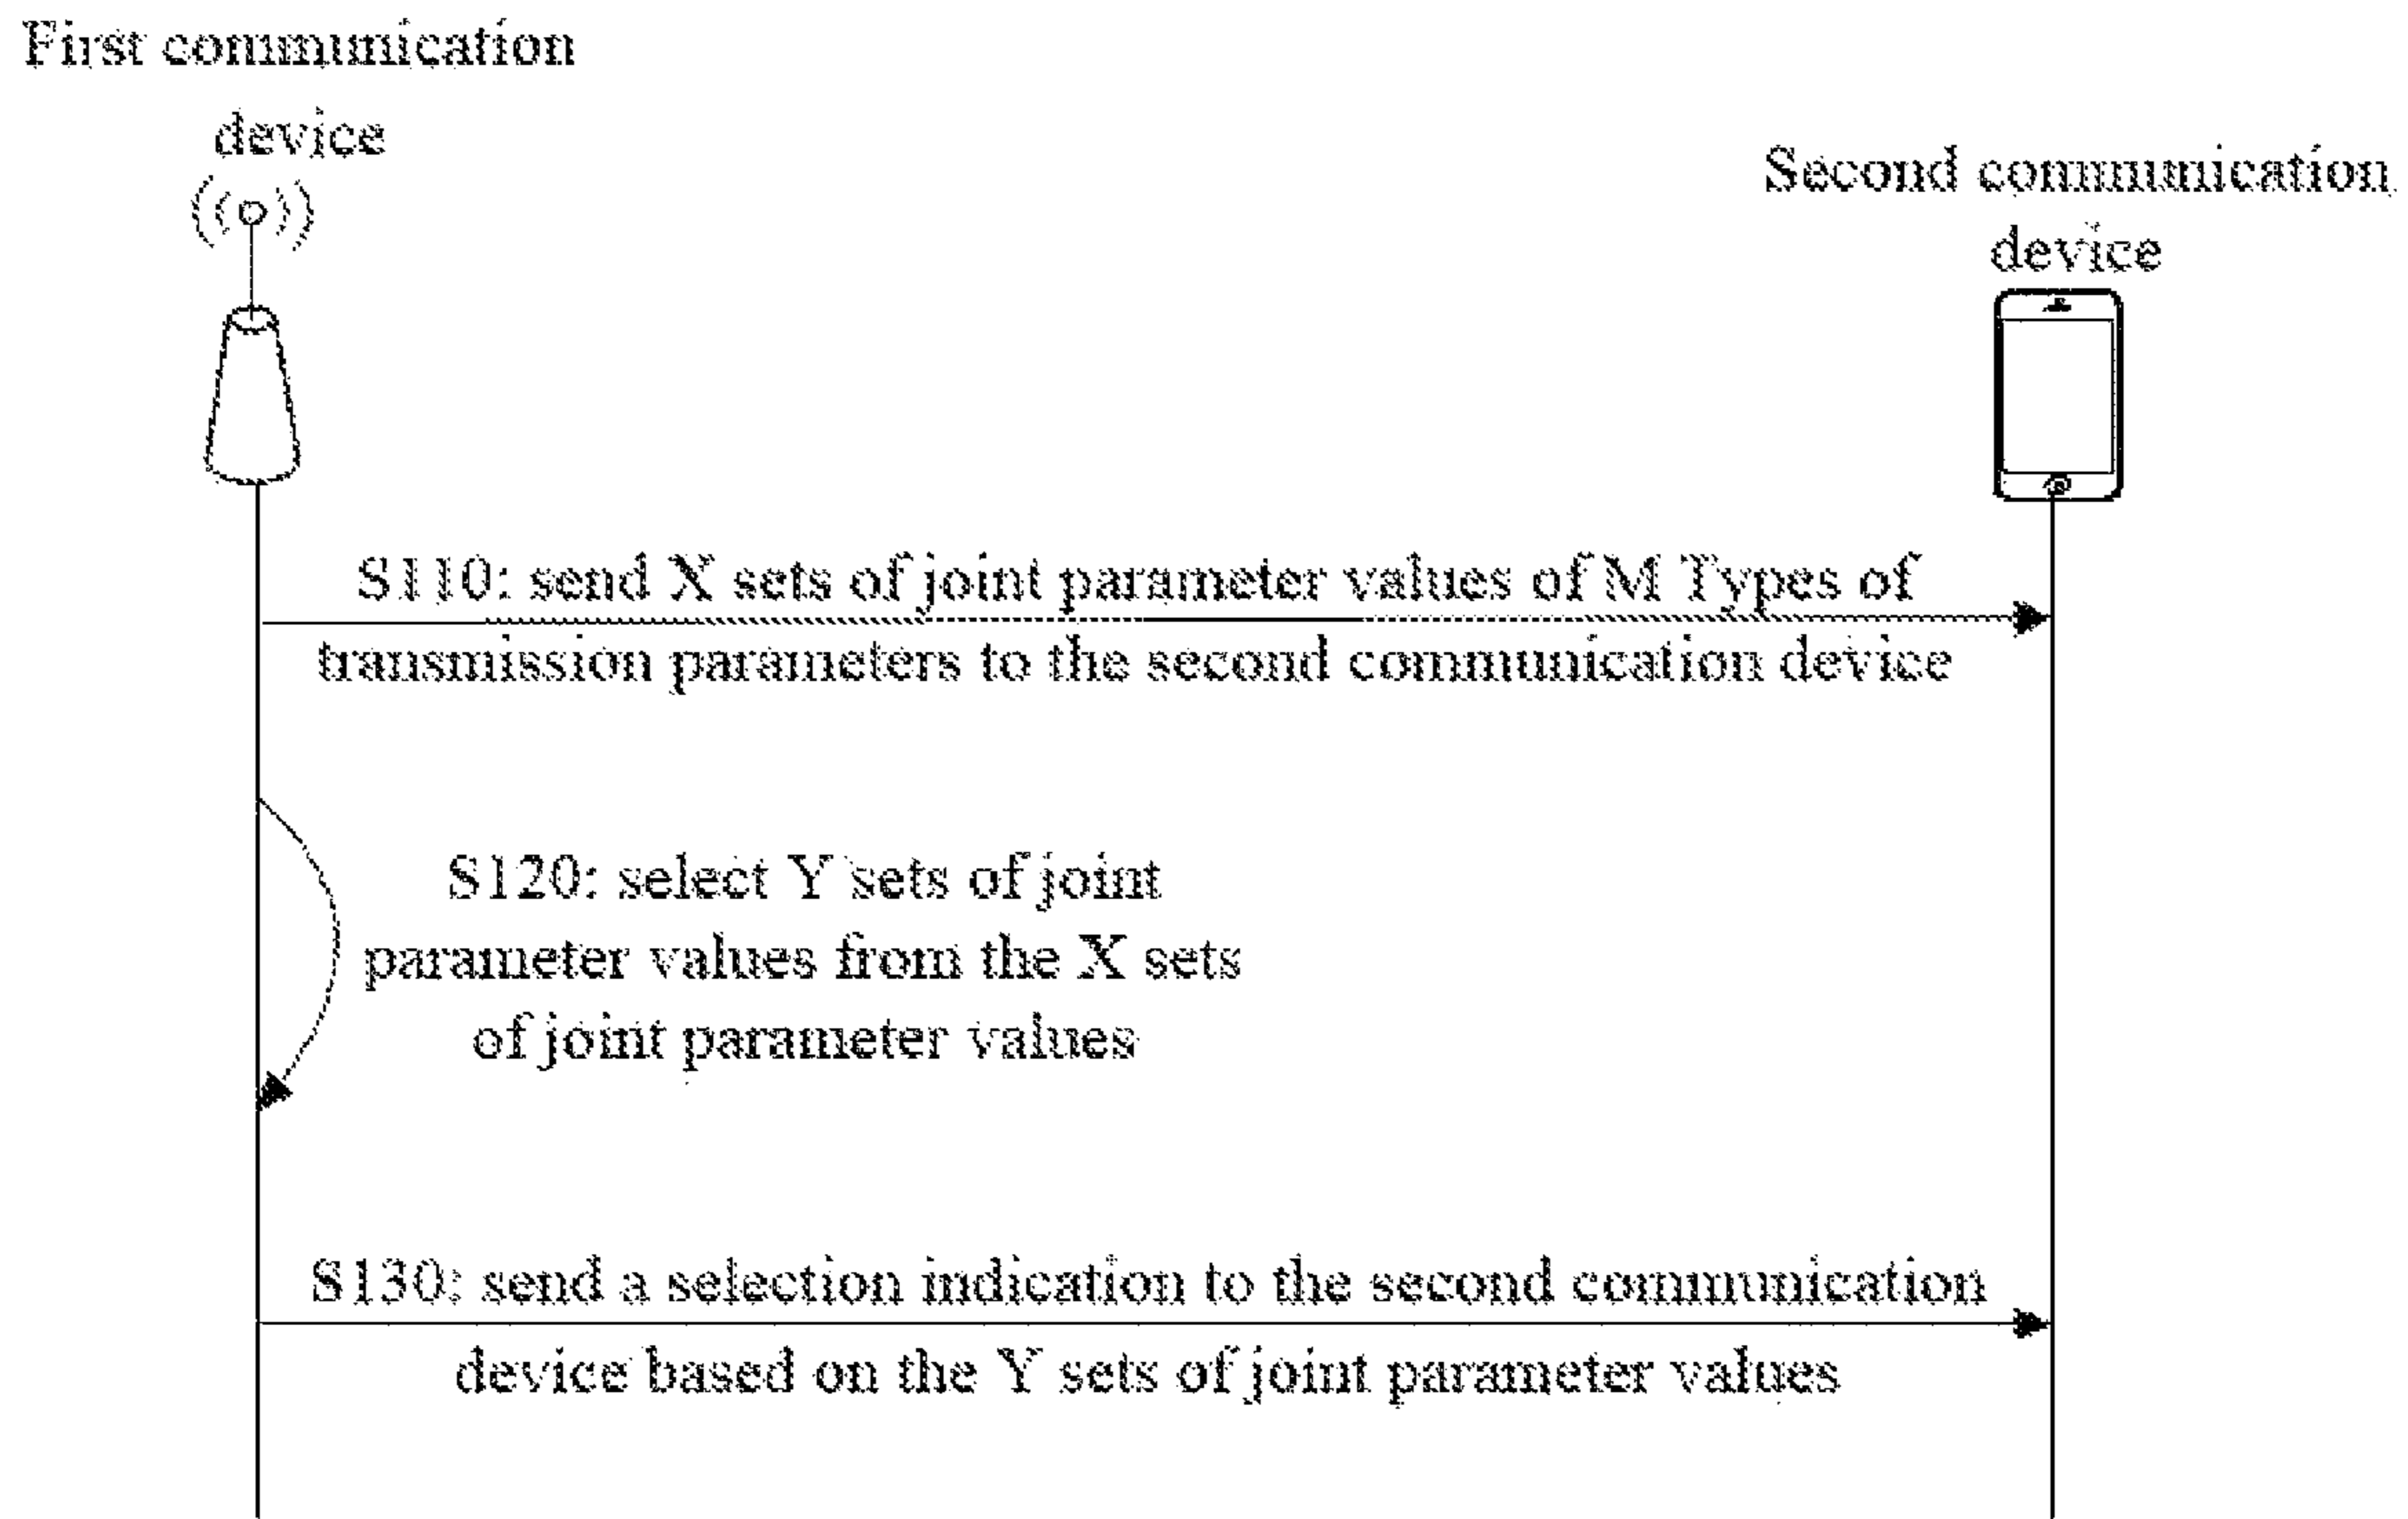 First communication
device
Second communication
device
S110: send X sets of joint parameter values of M Types of
transmission parameters to the second communication device
S120: select Y sets of joint
parameter values from the X sets
of joint parameter values
S130: send a selection indication to the second communication
device based on the Y sets of joint parameter values